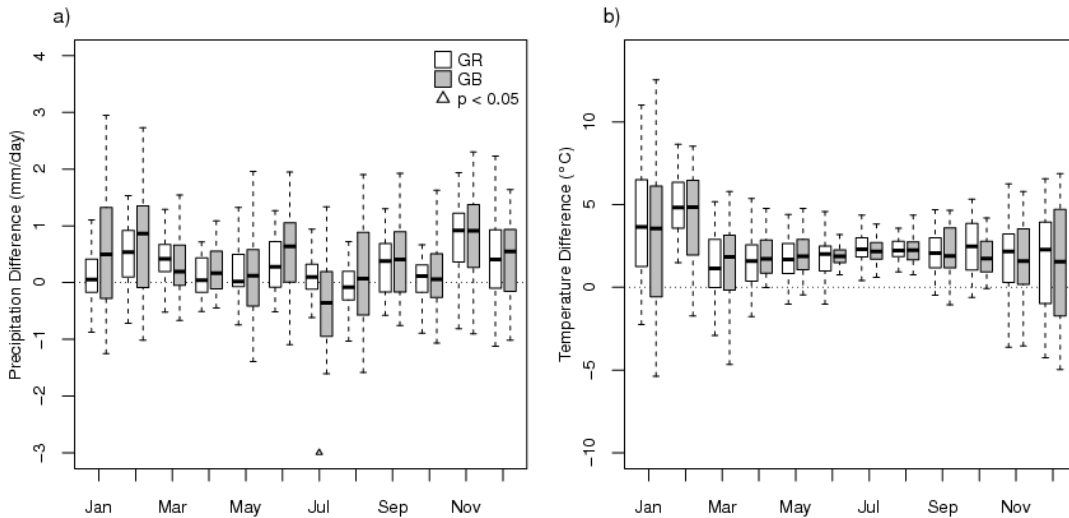 a)
Precipitation Difference (mm/day)
4
3
2
1
0
-1
-2
-3
GR
GB
p < 0.05
Jan Mar May Jul Sep Nov
b)
Temperature Difference (°C)
10
5
0
-5
-10
Jan Mar May Jul Sep Nov